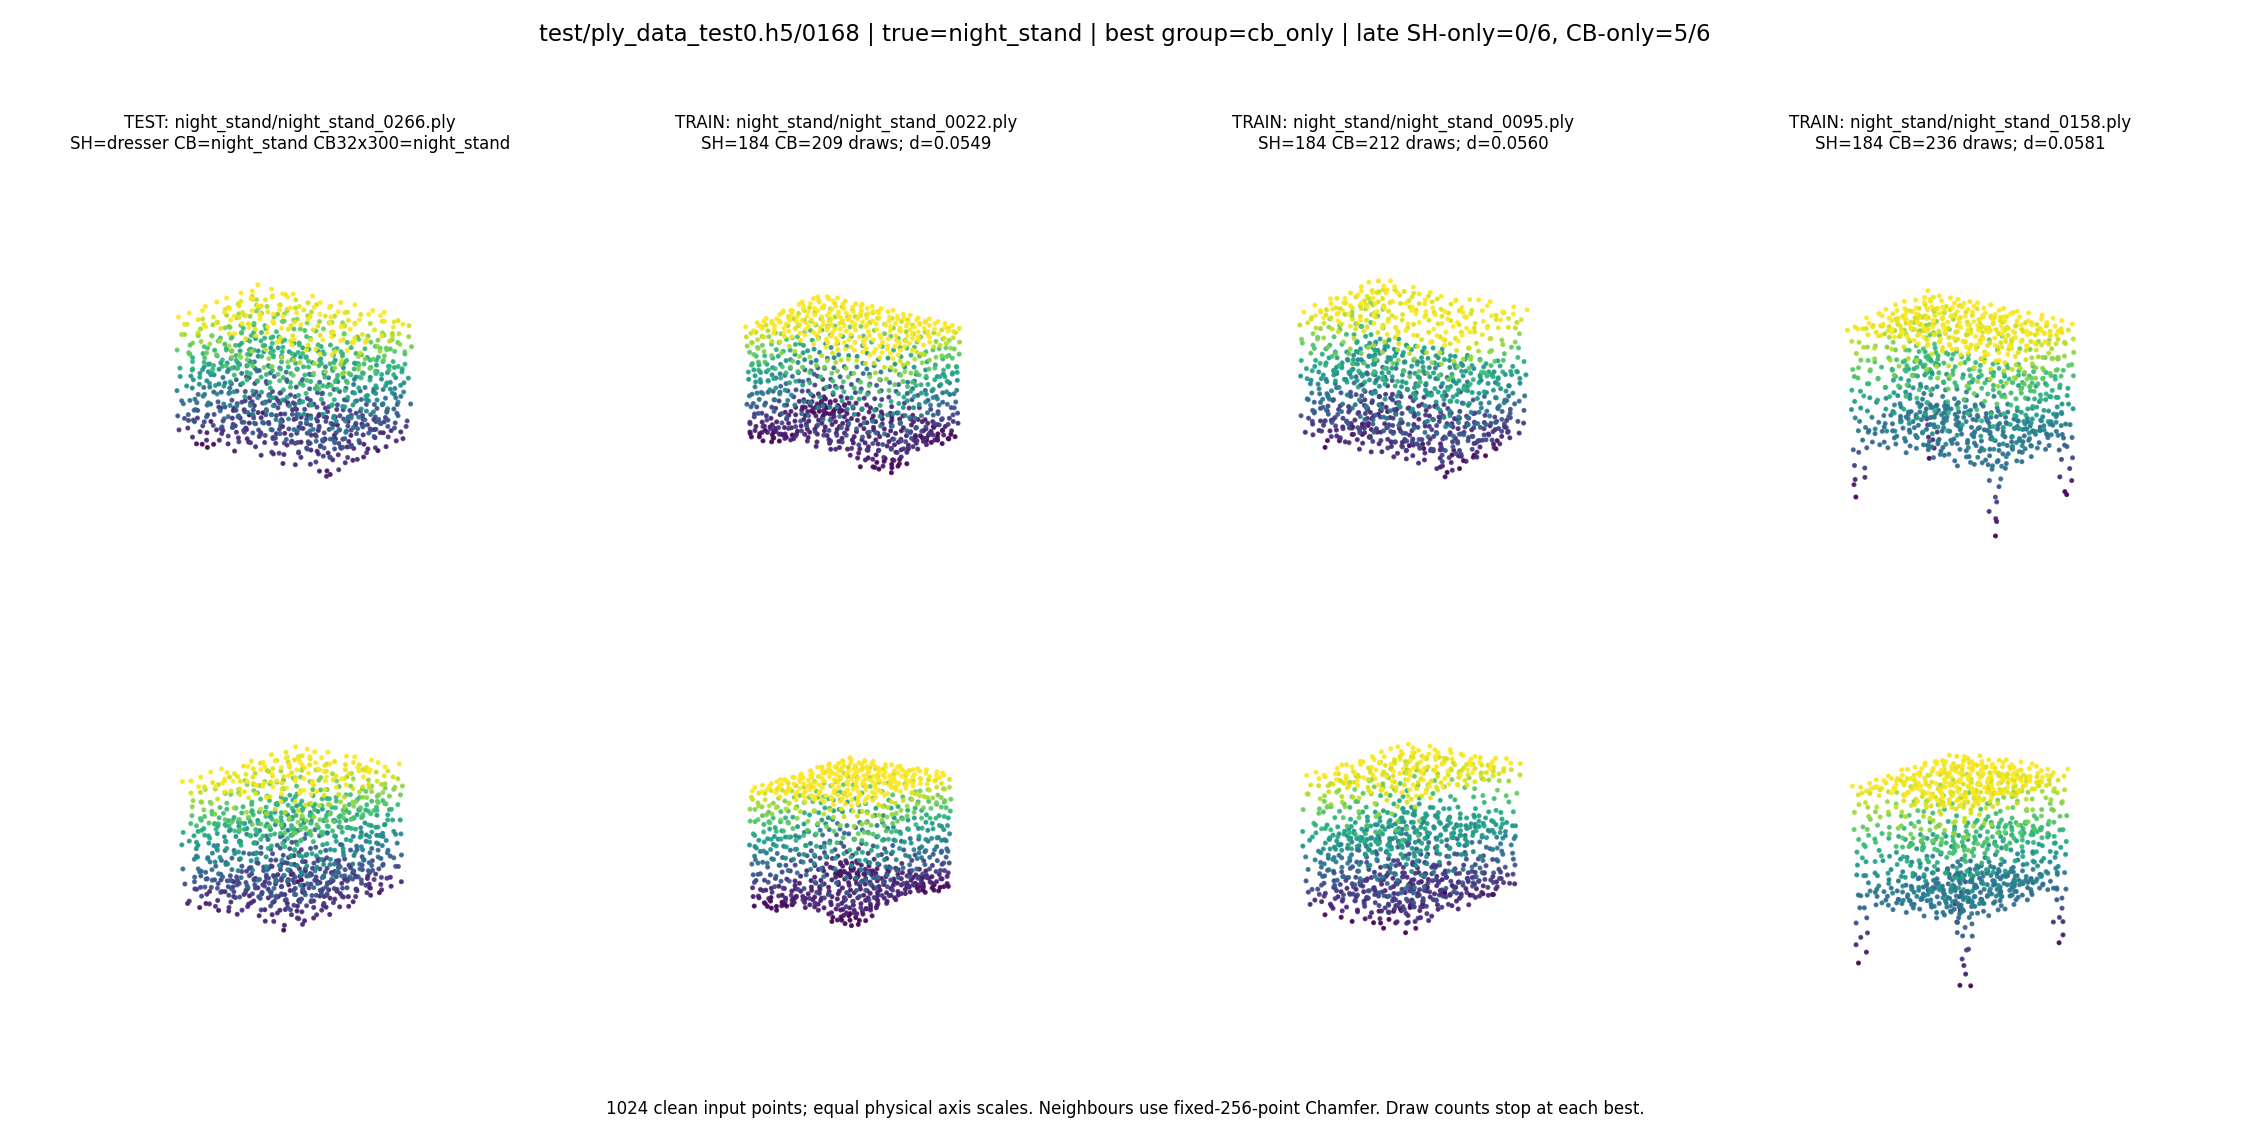 test/ply_data_test0.h5/0168 | true=night_stand | best group=cb_only | late SH-only=0/6, CB-only=5/6
TEST: night_stand/night_stand_0266.ply
SH=dresser CB=night_stand CB32x300=night_stand
TRAIN: night_stand/night_stand_0022.ply
SH=184 CB=209 draws; d=0.0549
TRAIN: night_stand/night_stand_0095.ply
SH=184 CB=212 draws; d=0.0560
TRAIN: night_stand/night_stand_0158.ply
SH=184 CB=236 draws; d=0.0581
1024 clean input points; equal physical axis scales. Neighbours use fixed-256-point Chamfer. Draw counts stop at each best.